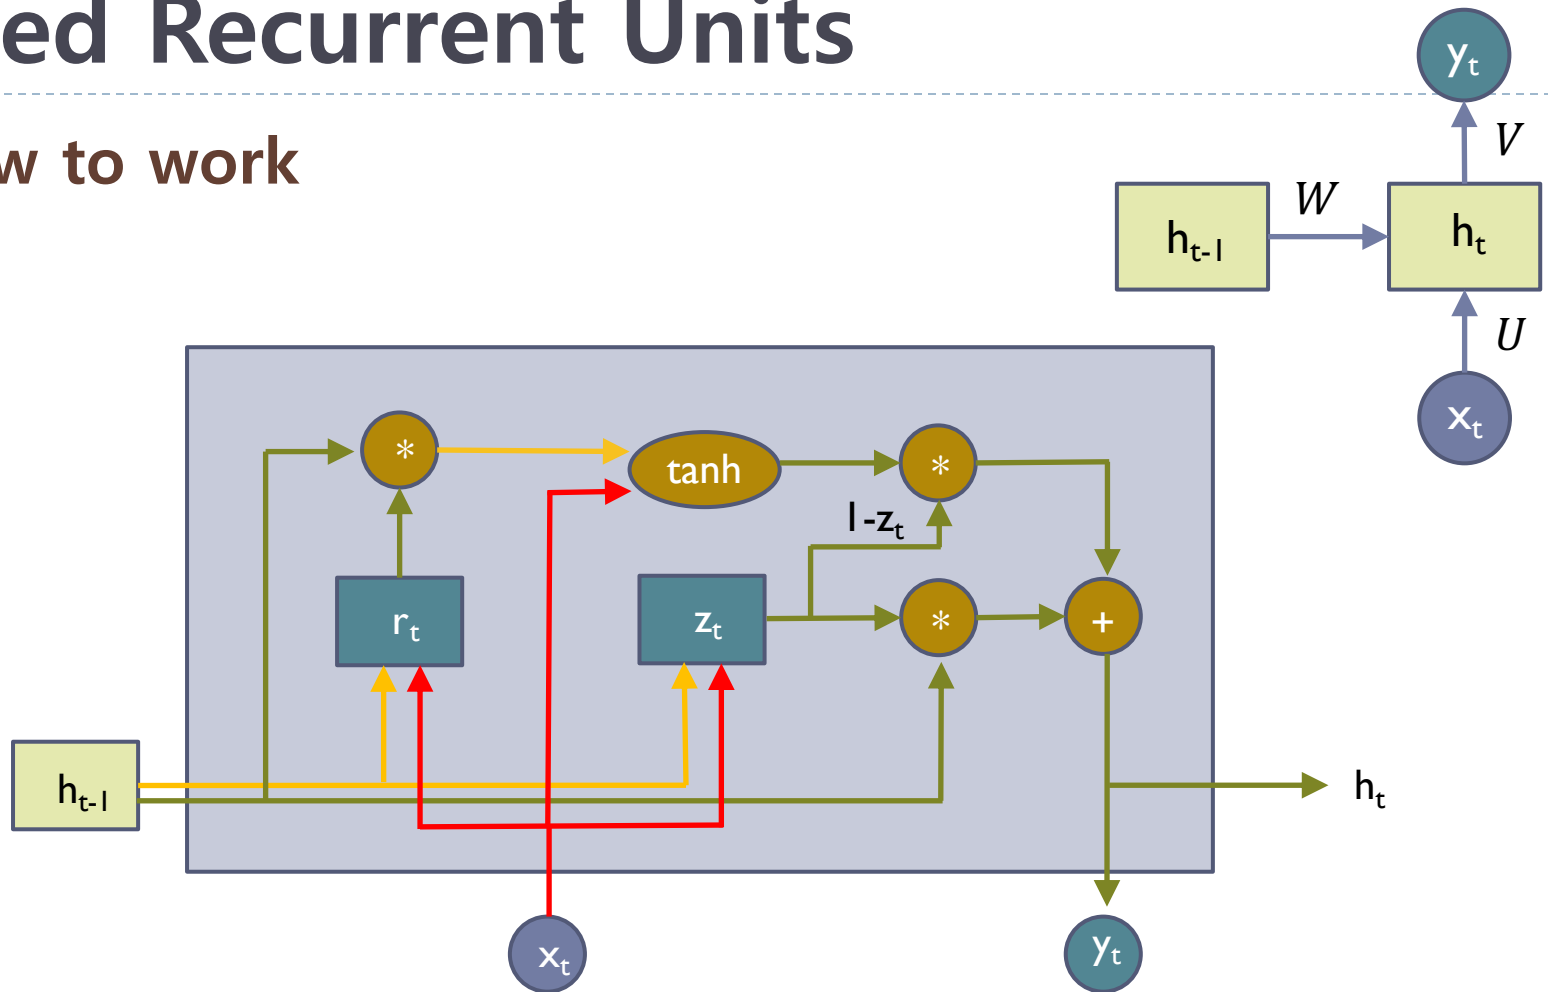 ed Recurrent Units
w to work
yₜ
V
hₜ₋₁
W
hₜ
U
xₜ
*
tanh
*
1-zₜ
rₜ
zₜ
*
+
hₜ₋₁
hₜ
xₜ
yₜ